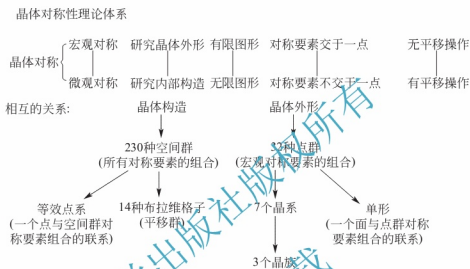 晶体对称性理论体系
宏观对称 研究晶体外形 有限图形 对称要素交于一点 无平移操作
晶体对称
微观对称 研究内部构造 无限图形 对称要素不交于一点 有平移操作
相互的关系: 晶体构造 晶体外形
230种空间群 32种点群
(所有对称要素的组合) (宏观对称要素的组合)
等效点系 14种布拉维格子 7个晶系 单形
(一个点与空间群对 (平移群) (一个面与点群对称
称要素组合的联系) 要素组合的联系)
3个晶族
出版社版权所有